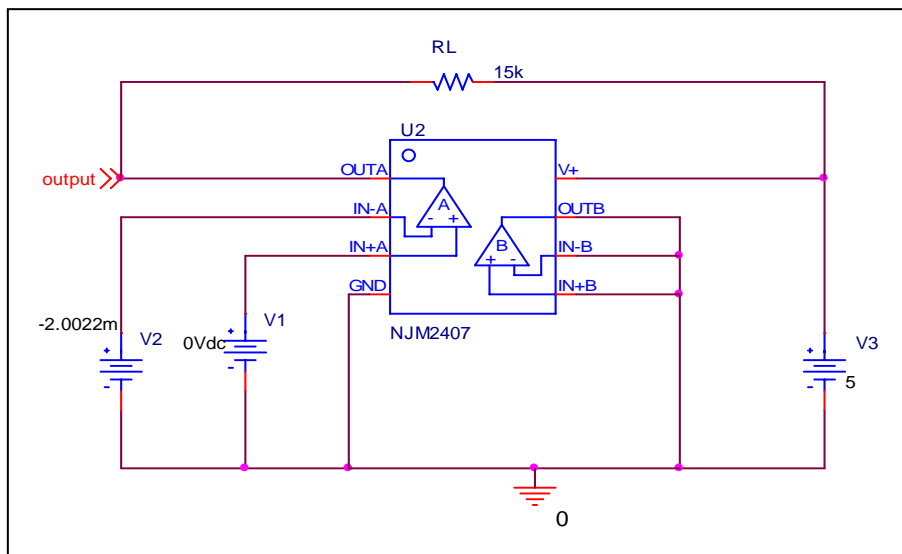 RL
15k
U2
output
OUTA
V+
A
- +
IN-A
OUTB
B
+ -
IN+A
IN-B
GND
IN+B
NJM2407
-2.0022m
V2
+
-
0Vdc
V1
+
-
V3
+
-
5
0